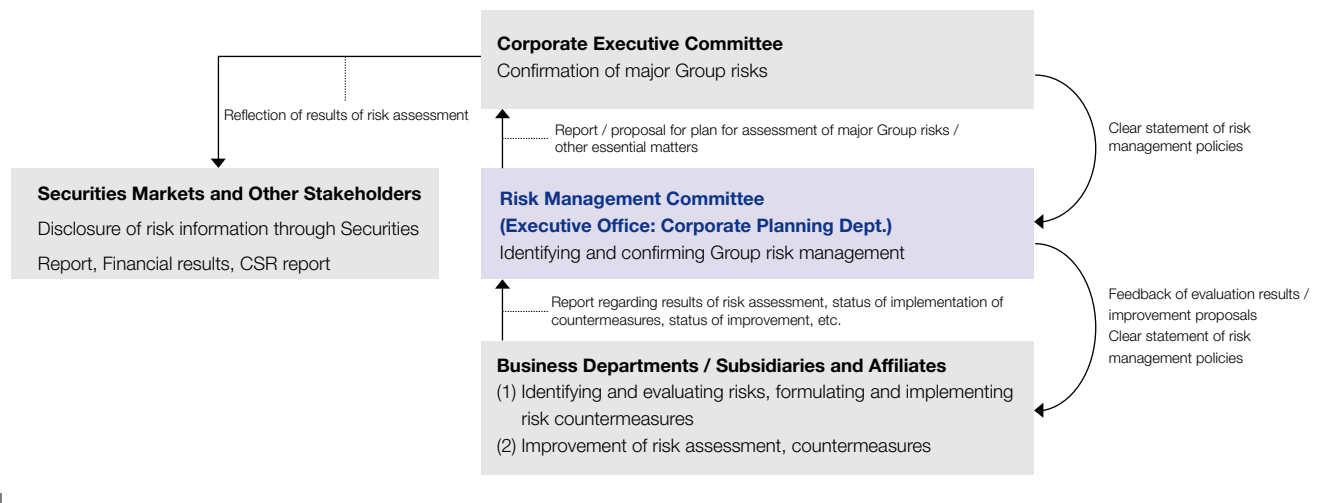 Corporate Executive Committee
Confirmation of major Group risks
Reflection of results of risk assessment
Report / proposal for plan for assessment of major Group risks /
other essential matters
Clear statement of risk
management policies
Securities Markets and Other Stakeholders
Disclosure of risk information through Securities
Report, Financial results, CSR report
Risk Management Committee
(Executive Office: Corporate Planning Dept.)
Identifying and confirming Group risk management
Report regarding results of risk assessment, status of implementation of
countermeasures, status of improvement, etc.
Feedback of evaluation results /
improvement proposals
Clear statement of risk
management policies
Business Departments / Subsidiaries and Affiliates
(1) Identifying and evaluating risks, formulating and implementing
risk countermeasures
(2) Improvement of risk assessment, countermeasures